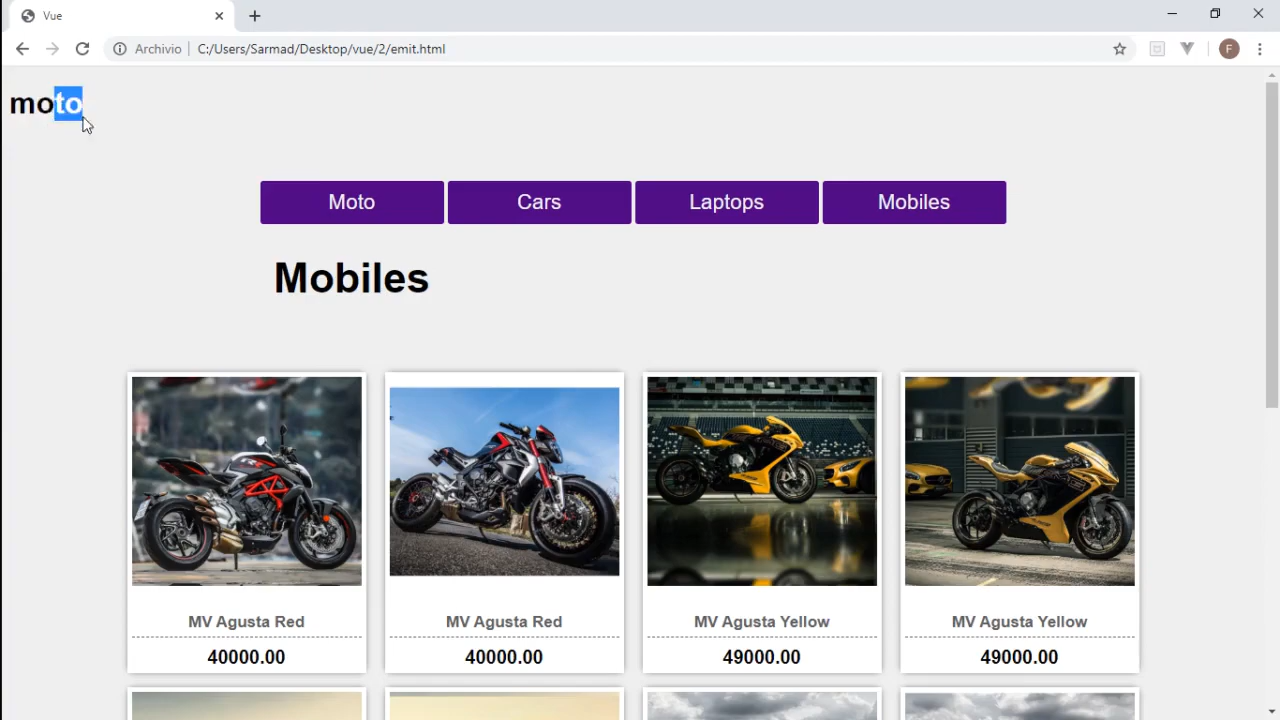 Vue
Archivio C:/Users/Sarmad/Desktop/vue/2/emit.html F
moto
Moto Cars Laptops Mobiles
Mobiles
MV Agusta Red MV Agusta Red MV Agusta Yellow MV Agusta Yellow
40000.00 40000.00 49000.00 49000.00